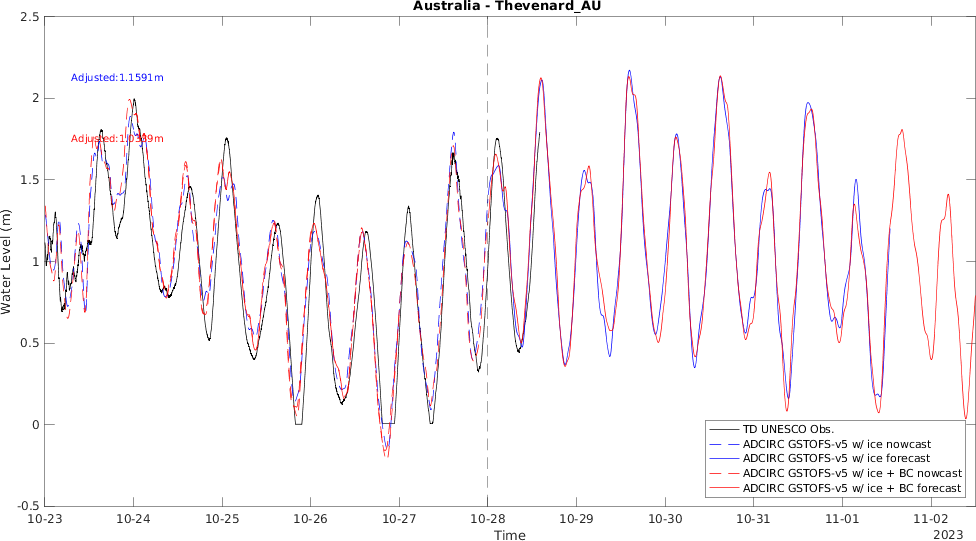 Australia - Thevenard_AU
2.5
2
1.5
1
0.5
0
-0.5
Water Level (m)
Adjusted:1.1591m
Adjusted:1.0389m
TD UNESCO Obs.
ADCIRC GSTOFS-v5 w/ ice nowcast
ADCIRC GSTOFS-v5 w/ ice forecast
ADCIRC GSTOFS-v5 w/ ice + BC nowcast
ADCIRC GSTOFS-v5 w/ ice + BC forecast
10-23 10-24 10-25 10-26 10-27 10-28 10-29 10-30 10-31 11-01 11-02
Time
2023